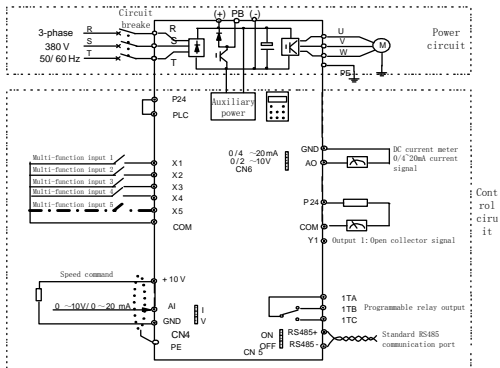 Circuit
breake
(+) PB (-)
3-phase
380 V
50/ 60 Hz
R
S
T
R
S
T
U
V
W
M
PE
Power
circuit
Auxiliary
power
P24
PLC
0/4 ~20mA
0/2 ~10V
CN6
GND
AO
DC current meter
0/4~20mA current
signal
Multi-function input 1
Multi-function input 2
Multi-function input 3
Multi-function input 4
Multi-function input 5
X1
X2
X3
X4
X5
COM
P24
COM
Y1
Output 1: Open collector signal
Cont
rol
ciru
it
Speed command
+10V
0 ~10V/ 0 ~20 mA
AI
GND
CN4
PE
I
V
1TA
1TB
1TC
Programmable relay output
ON
OFF
CN 5
RS485+
RS485-
Standard RS485
communication port